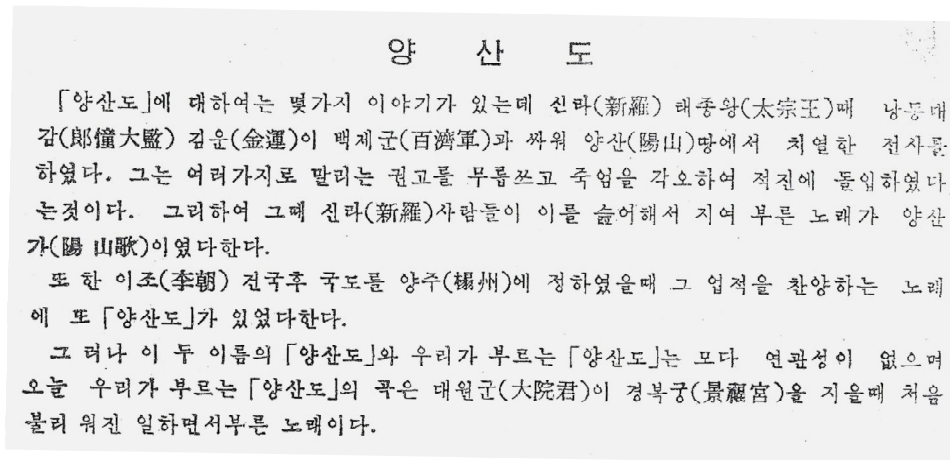 양 산 도
「양산도」에 대하여는 몇가지 이야기가 있는데 신라(新羅) 태종왕(太宗王)때 낭동대
감(郎僮大監) 김운(金運)이 백제군(百濟軍)과 싸워 양산(陽山)땅에서 치열한 전사를
하였다. 그는 여러가지로 말리는 권고를 무릅쓰고 죽엄을 각오하여 적진에 돌입하였다
는것이다. 그리하여 그때 신라(新羅)사람들이 이를 슲어해서 지여 부른 노래가 양산
가(陽 山歌)이였다한다.
또 한 이조(李朝) 건국후 국도를 양주(楊州)에 정하였을때 그 업적을 찬양하는 노래
에 또 「양산도」가 있었다한다.
그 러나 이 두 이름의 「양산도」와 우리가 부르는 「양산도」는 모다 연관성이 없으며
오늘 우리가 부르는 「양산도」의 곡은 대원군(大院君)이 경복궁(景福宮)을 지을때 처음
불리 워진 일하면서부른 노래이다.